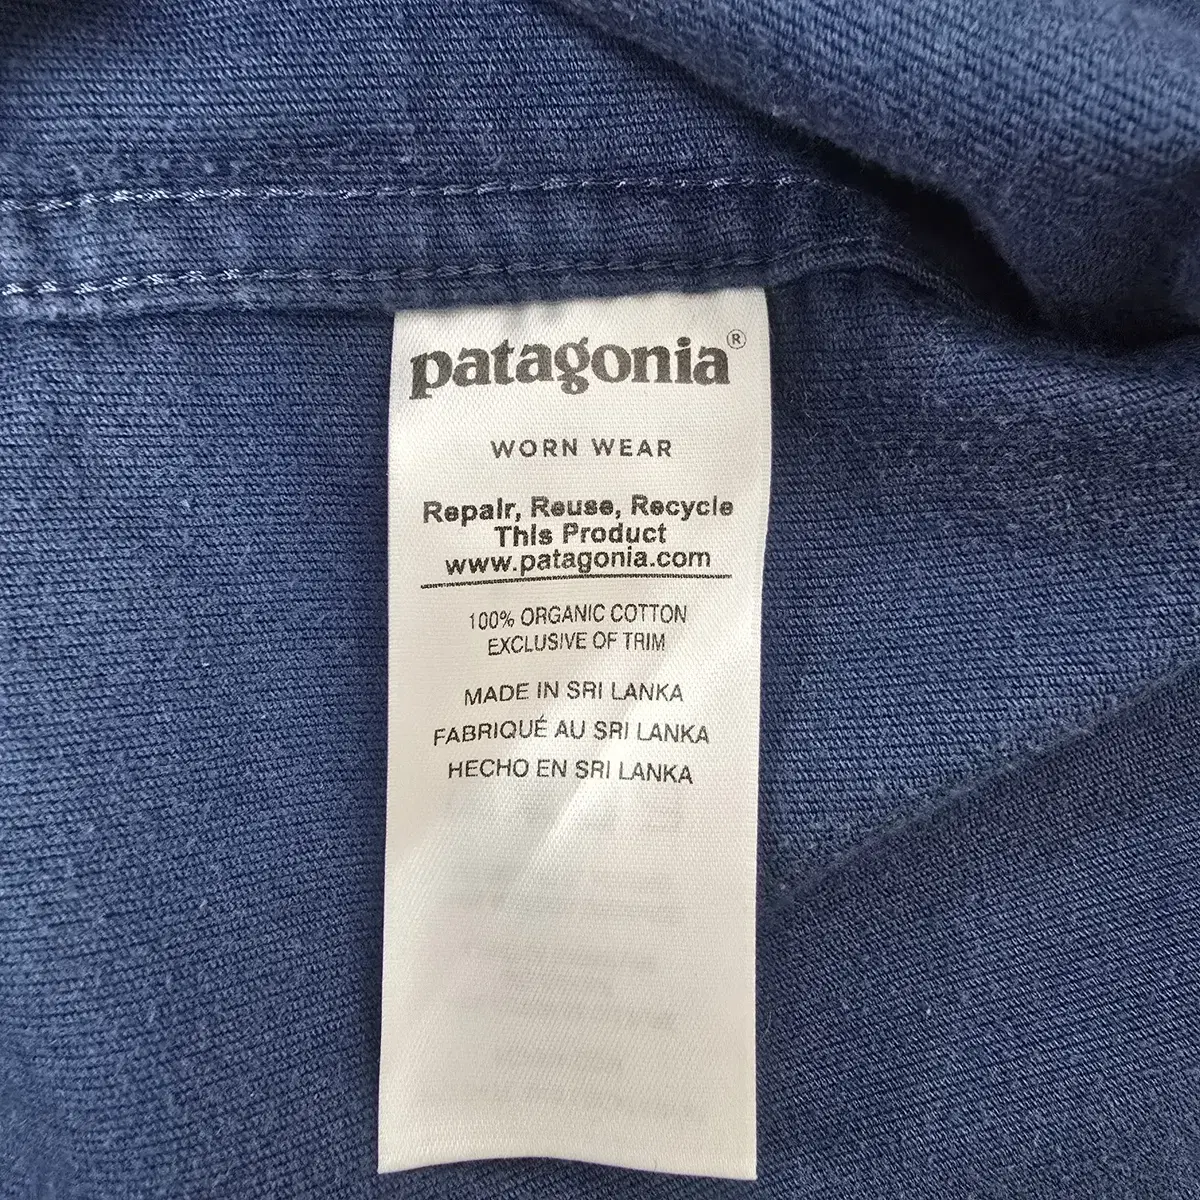 patagonia®
WORN WEAR
Repair, Reuse, Recycle
This Product
www.patagonia.com
100% ORGANIC COTTON
EXCLUSIVE OF TRIM
MADE IN SRI LANKA
FABRIQUÉ AU SRI LANKA
HECHO EN SRI LANKA